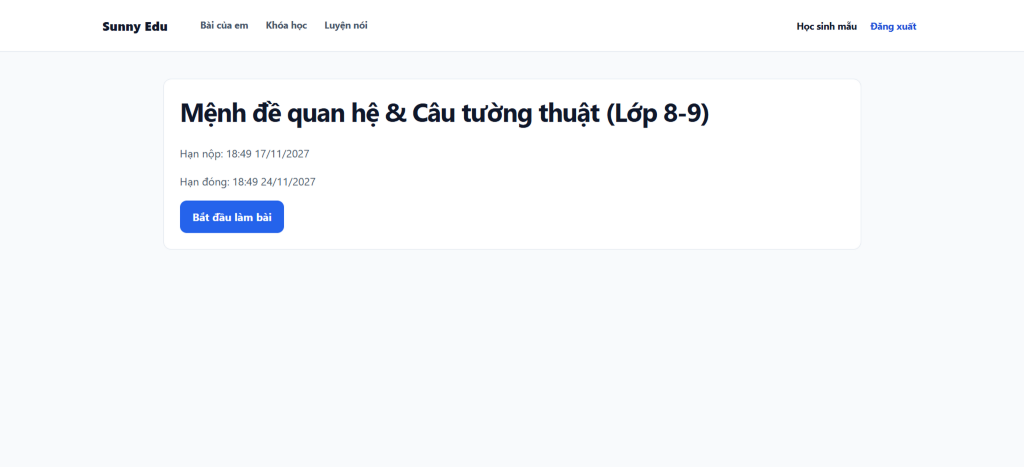 Sunny Edu
Bài của em
Khóa học
Luyện nói
Học sinh mẫu
Đăng xuất
Mệnh đề quan hệ & Câu tường thuật (Lớp 8-9)
Hạn nộp: 18:49 17/11/2027
Hạn đóng: 18:49 24/11/2027
Bắt đầu làm bài